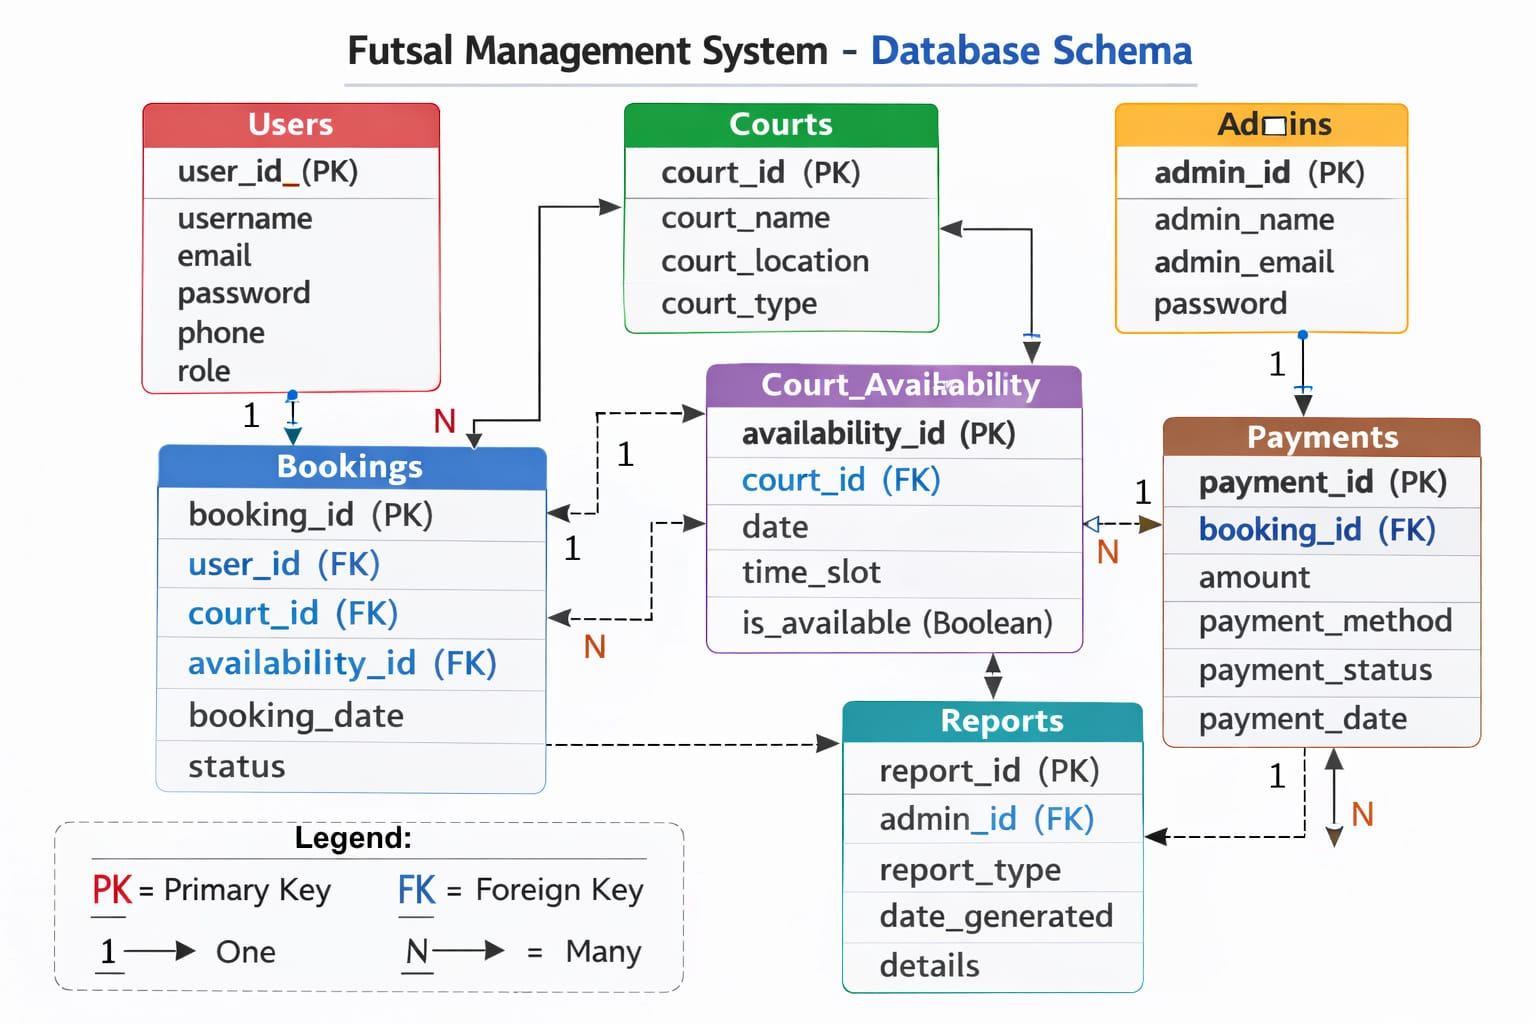 Futsal Management System - Database Schema
Users
user_id_(PK)
username
email
password
phone
role
Courts
court_id (PK)
court_name
court_location
court_type
admin_id (PK)
admin_name
admin_email
password
1
N
1
Bookings
booking_id (PK)
user_id (FK)
court_id (FK)
availability_id (FK)
booking_date
status
1
1
N
availability_id (PK)
court_id (FK)
date
time_slot
is_available (Boolean)
1
N
Payments
payment_id (PK)
booking_id (FK)
amount
payment_method
payment_status
payment_date
1
N
Reports
report_id (PK)
admin_id (FK)
report_type
date_generated
details
Legend:
PK = Primary Key
FK = Foreign Key
1 One
N = Many